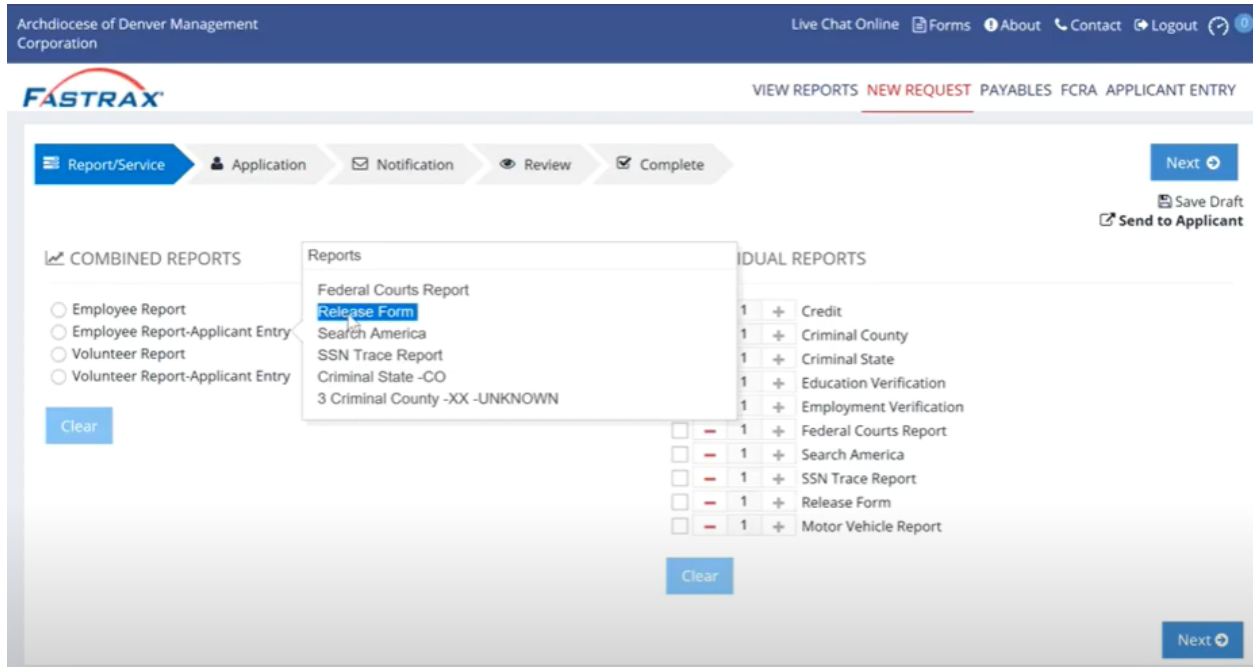 Archdiocese of Denver Management
Corporation
Live Chat Online Forms About Contact Logout 0
FASTRAX
VIEW REPORTS NEW REQUEST PAYABLES FCRA APPLICANT ENTRY
Report/Service Application Notification Review Complete
Next
Save Draft
Send to Applicant
COMBINED REPORTS
Employee Report
Employee Report-Applicant Entry
Volunteer Report
Volunteer Report-Applicant Entry
Clear
Reports
Federal Courts Report
Release Form
Search America
SSN Trace Report
Criminal State -CO
3 Criminal County -XX -UNKNOWN
IDUAL REPORTS
1 + Credit
1 + Criminal County
1 + Criminal State
1 + Education Verification
1 + Employment Verification
− 1 + Federal Courts Report
− 1 + Search America
− 1 + SSN Trace Report
− 1 + Release Form
− 1 + Motor Vehicle Report
Clear
Next